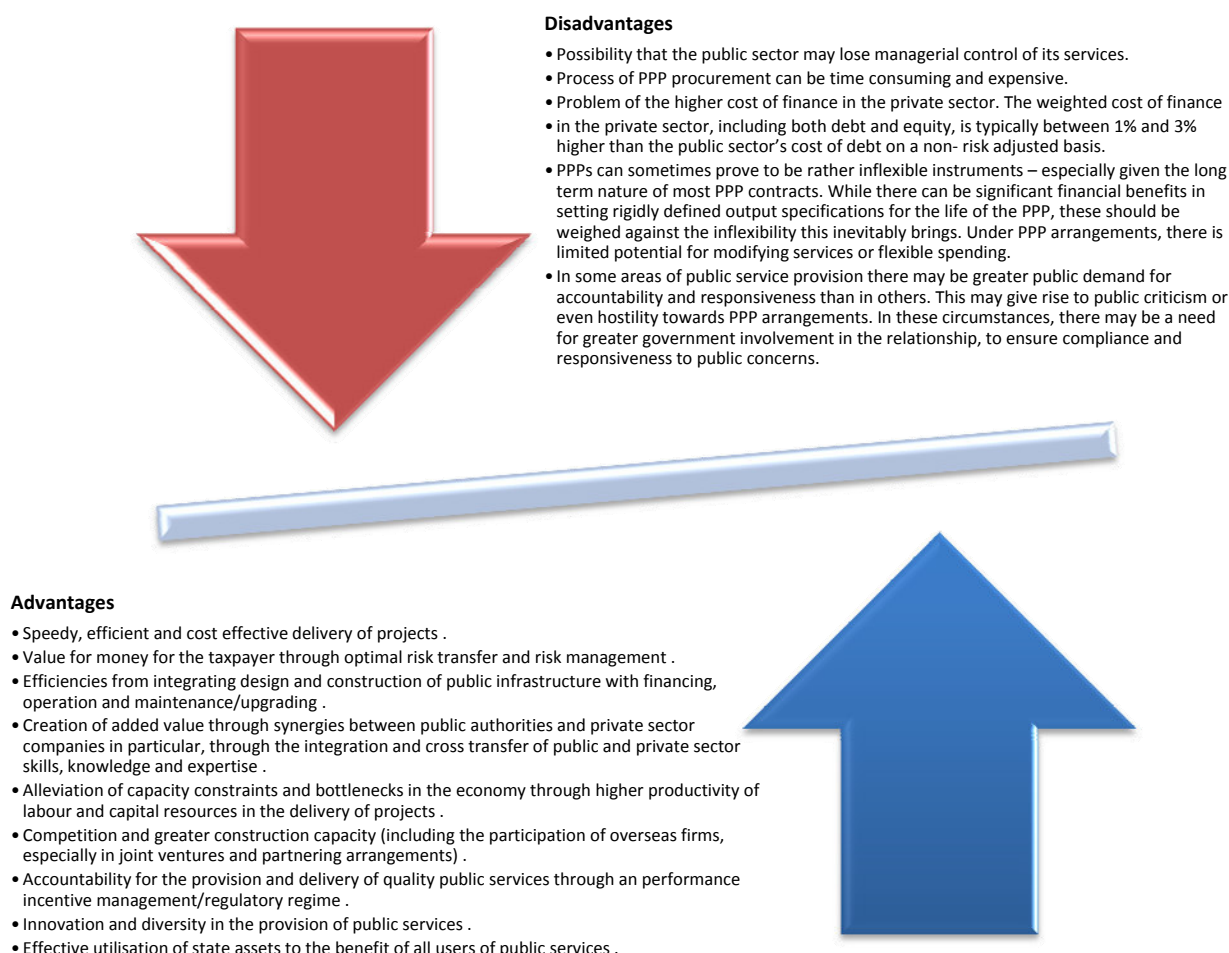 Disadvantages
• Possibility that the public sector may lose managerial control of its services.
• Process of PPP procurement can be time consuming and expensive.
• Problem of the higher cost of finance in the private sector. The weighted cost of finance
• in the private sector, including both debt and equity, is typically between 1% and 3%
higher than the public sector's cost of debt on a non- risk adjusted basis.
• PPPs can sometimes prove to be rather inflexible instruments – especially given the long
term nature of most PPP contracts. While there can be significant financial benefits in
setting rigidly defined output specifications for the life of the PPP, these should be
weighed against the inflexibility this inevitably brings. Under PPP arrangements, there is
limited potential for modifying services or flexible spending.
• In some areas of public service provision there may be greater public demand for
accountability and responsiveness than in others. This may give rise to public criticism or
even hostility towards PPP arrangements. In these circumstances, there may be a need
for greater government involvement in the relationship, to ensure compliance and
responsiveness to public concerns.
Advantages
• Speedy, efficient and cost effective delivery of projects .
• Value for money for the taxpayer through optimal risk transfer and risk management .
• Efficiencies from integrating design and construction of public infrastructure with financing,
operation and maintenance/upgrading .
• Creation of added value through synergies between public authorities and private sector
companies in particular, through the integration and cross transfer of public and private sector
skills, knowledge and expertise .
• Alleviation of capacity constraints and bottlenecks in the economy through higher productivity of
labour and capital resources in the delivery of projects .
• Competition and greater construction capacity (including the participation of overseas firms,
especially in joint ventures and partnering arrangements) .
• Accountability for the provision and delivery of quality public services through an performance
incentive management/regulatory regime .
• Innovation and diversity in the provision of public services .
• Effective utilisation of state assets to the benefit of all users of public services .